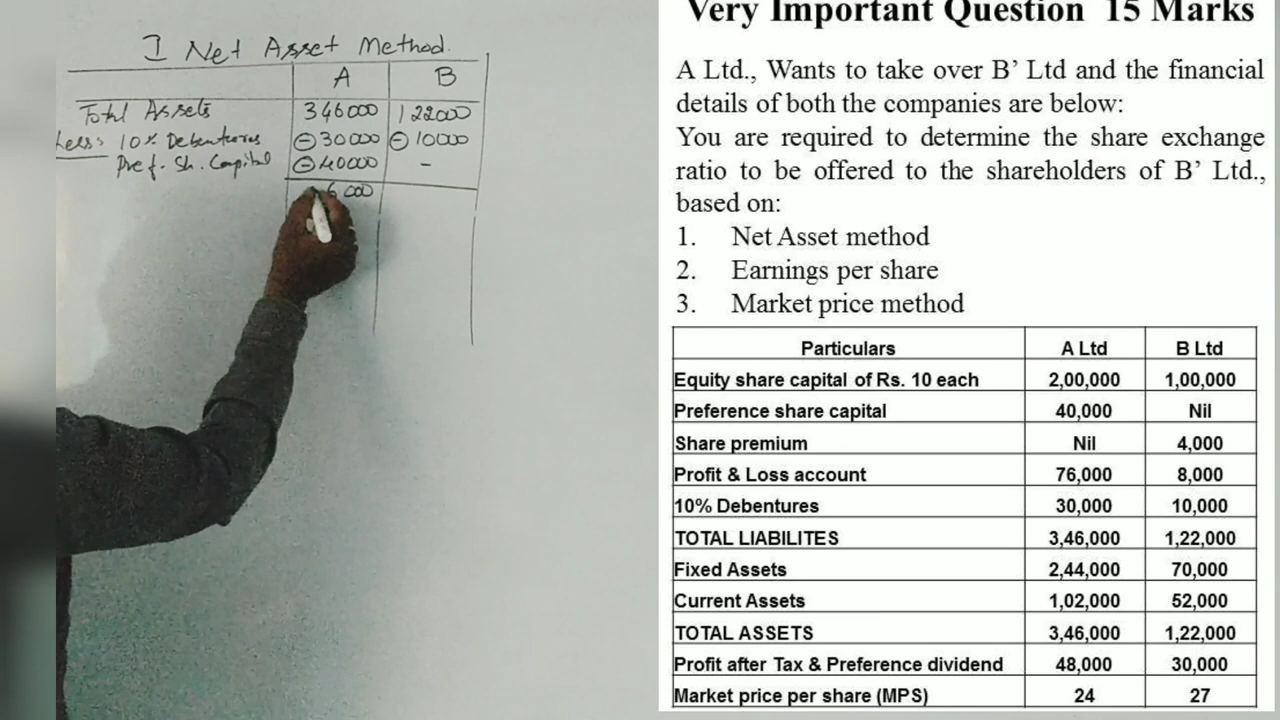 I Net Asset Method.
A B
Total Assets 346000 122000
Less: 10% Debentures ⊖ 30000 ⊖ 10000
Pref. Sh. Capital ⊖ 40000 -
6000
Very Important Question 15 Marks
A Ltd., Wants to take over B’ Ltd and the financial
details of both the companies are below:
You are required to determine the share exchange
ratio to be offered to the shareholders of B’ Ltd.,
based on:
1. Net Asset method
2. Earnings per share
3. Market price method
Particulars A Ltd B Ltd
Equity share capital of Rs. 10 each 2,00,000 1,00,000
Preference share capital 40,000 Nil
Share premium Nil 4,000
Profit & Loss account 76,000 8,000
10% Debentures 30,000 10,000
TOTAL LIABILITES 3,46,000 1,22,000
Fixed Assets 2,44,000 70,000
Current Assets 1,02,000 52,000
TOTAL ASSETS 3,46,000 1,22,000
Profit after Tax & Preference dividend 48,000 30,000
Market price per share (MPS) 24 27